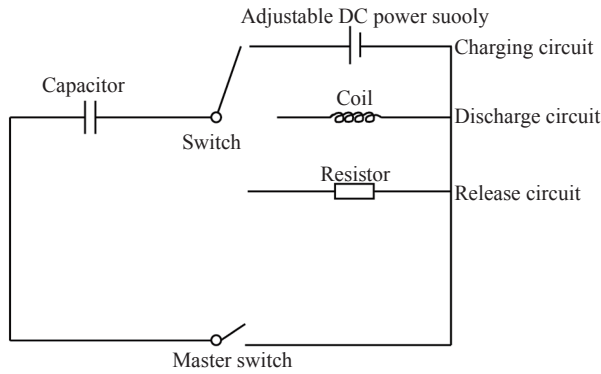 Adjustable DC power suooly
Charging circuit
Capacitor
Coil
Discharge circuit
Switch
Resistor
Release circuit
Master switch